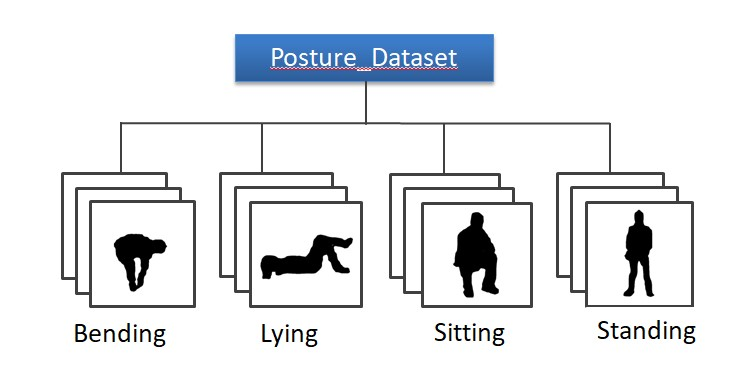 Posture_Dataset
Bending
Lying
Sitting
Standing